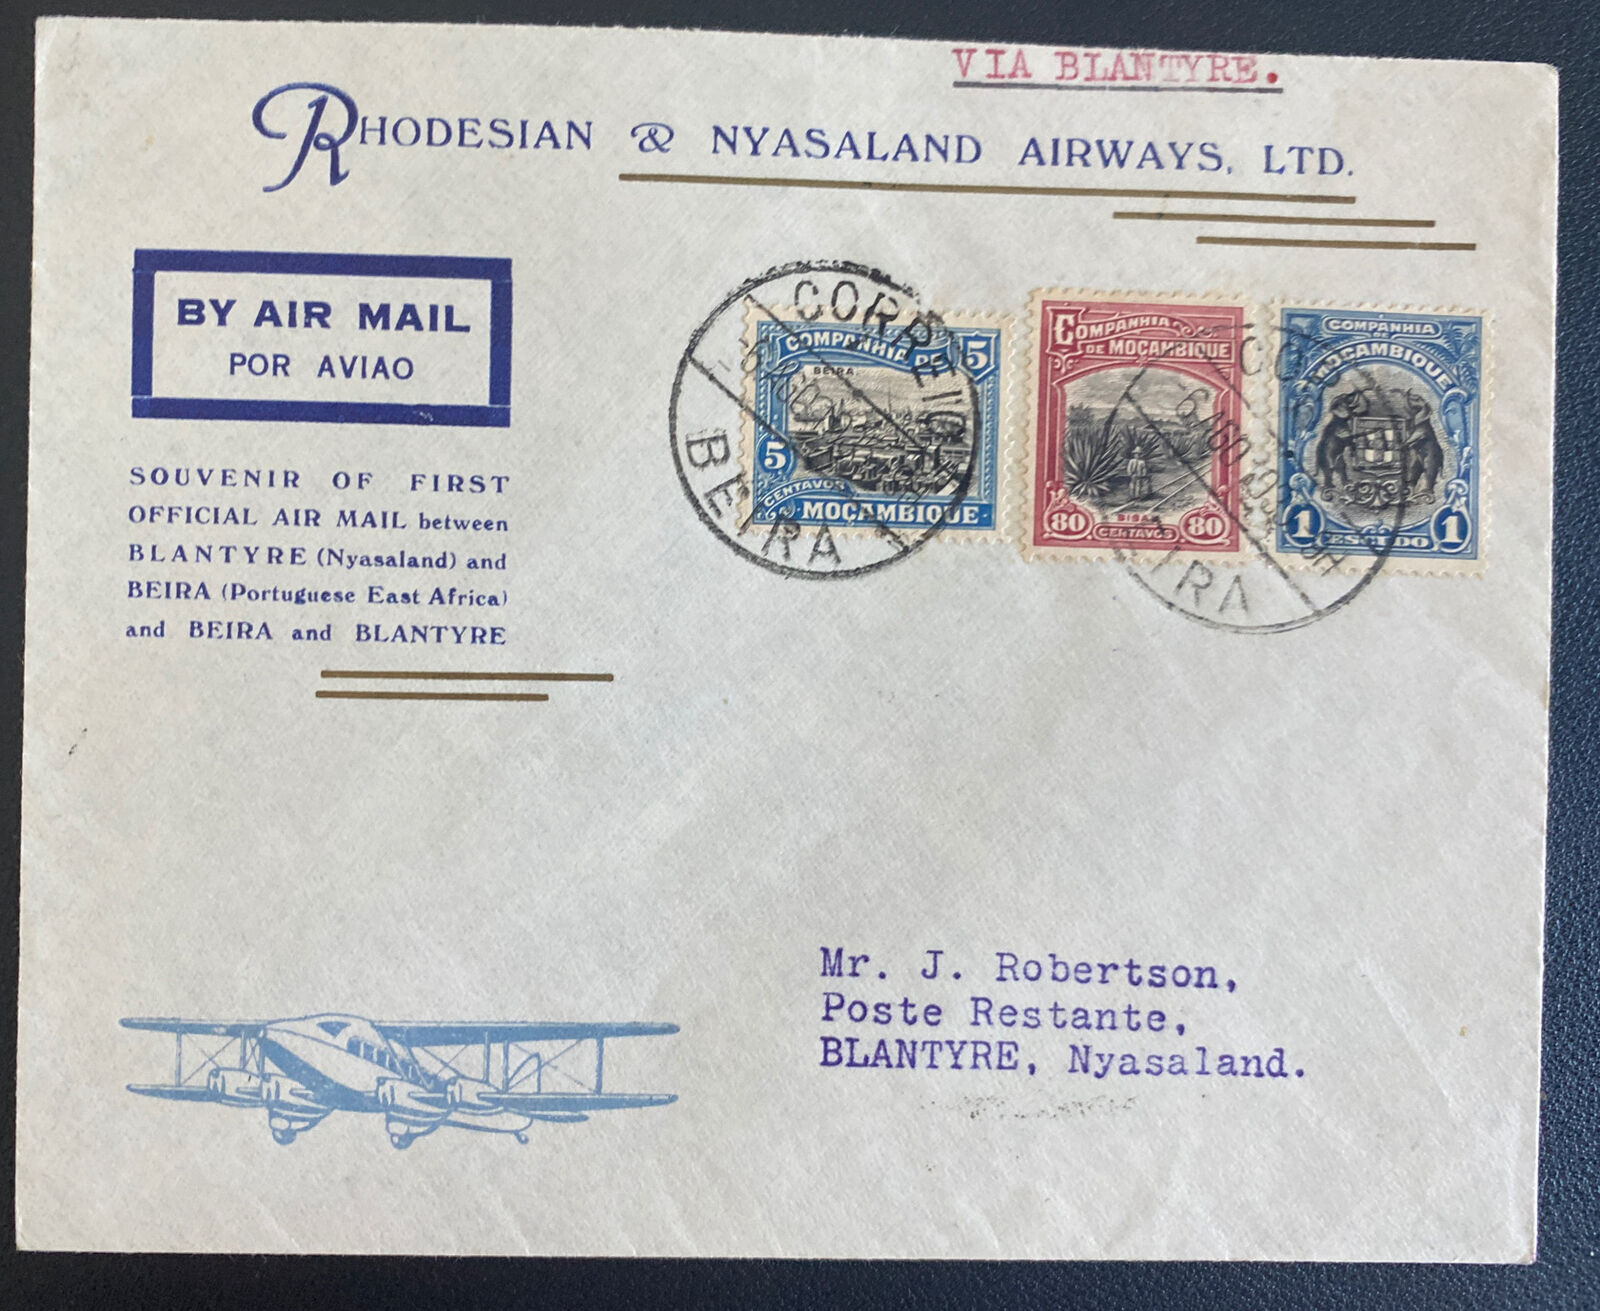 VIA BLANTYRE.
RHODESIAN & NYASALAND AIRWAYS, LTD.
BY AIR MAIL
POR AVIAO
SOUVENIR OF FIRST
OFFICIAL AIR MAIL between
BLANTYRE (Nyasaland) and
BEIRA (Portuguese East Africa)
and BEIRA and BLANTYRE
CORREIO
BEIRA
COMPANHIA DE 5
BEIRA.
5 CENTAVOS
MOÇAMBIQUE
COMPANHIA
DE MOÇAMBIQUE
80 CENTAVOS 80
COMPANHIA
DE
MOÇAMBIQUE
1 ESCUDO 1
Mr. J. Robertson,
Poste Restante,
BLANTYRE, Nyasaland.